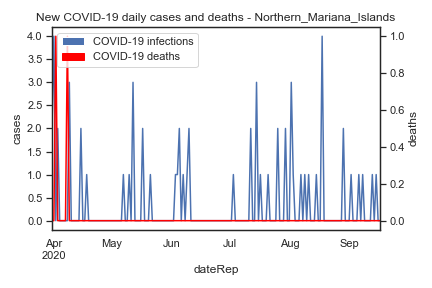 New COVID-19 daily cases and deaths - Northern_Mariana_Islands
COVID-19 infections
COVID-19 deaths
4.0
3.5
3.0
2.5
2.0
1.5
1.0
0.5
0.0
cases
1.0
0.8
0.6
0.4
0.2
0.0
deaths
Apr
2020
May
Jun
Jul
Aug
Sep
dateRep